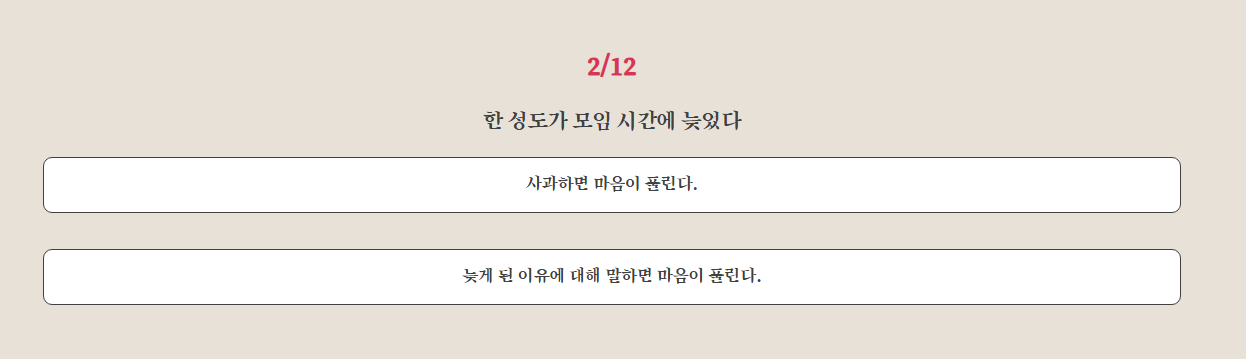 2/12
한 성도가 모임 시간에 늦었다
사과하면 마음이 풀린다.
늦게 된 이유에 대해 말하면 마음이 풀린다.